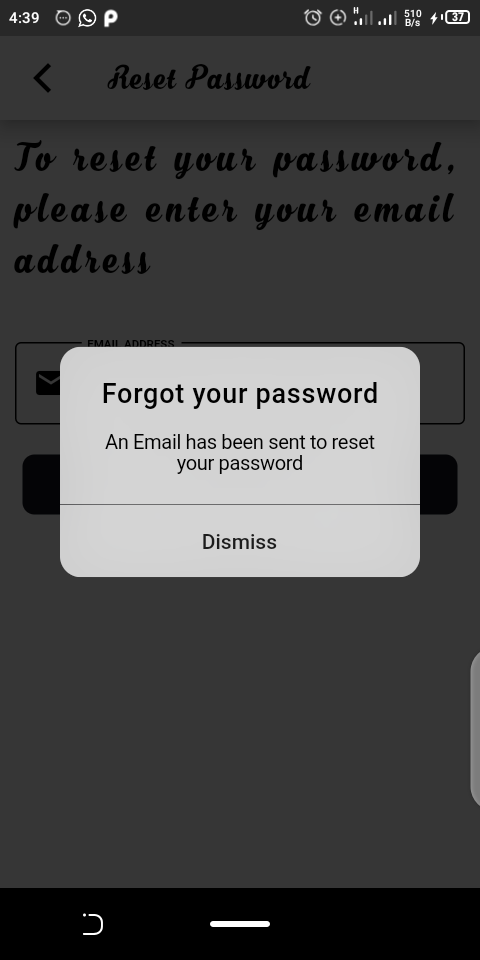 4:39
H
510
B/s
37
Reset Password
To reset your password,
please enter your email
address
EMAIL ADDRESS
Forgot your password
An Email has been sent to reset
your password
Dismiss